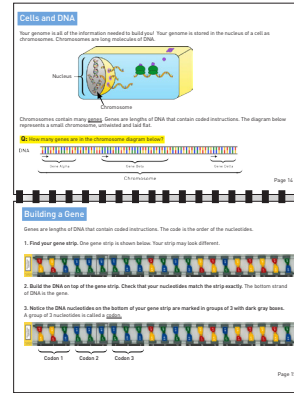 Cells and DNA
Your genome is all of the information needed to build you! Your genome is stored in the nucleus of a cell as
chromosomes. Chromosomes are long molecules of DNA.
Nucleus
Chromosome
Chromosomes contain many genes. Genes are lengths of DNA that contain coded instructions. The diagram below
represents a small chromosome, untwisted and laid flat.
Q: How many genes are in the chromosome diagram below?
DNA
Gene Alpha Gene Beta Gene Delta
Chromosome
Page 14
Building a Gene
Genes are lengths of DNA that contain coded instructions. The code is the order of the nucleotides.
1. Find your gene strip. One gene strip is shown below. Your strip may look different.
2. Build the DNA on top of the gene strip. Check that your nucleotides match the strip exactly. The bottom strand
of DNA is the gene.
3. Notice the DNA nucleotides on the bottom of your gene strip are marked in groups of 3 with dark gray boxes.
A group of 3 nucleotides is called a codon.
Codon 1 Codon 2 Codon 3